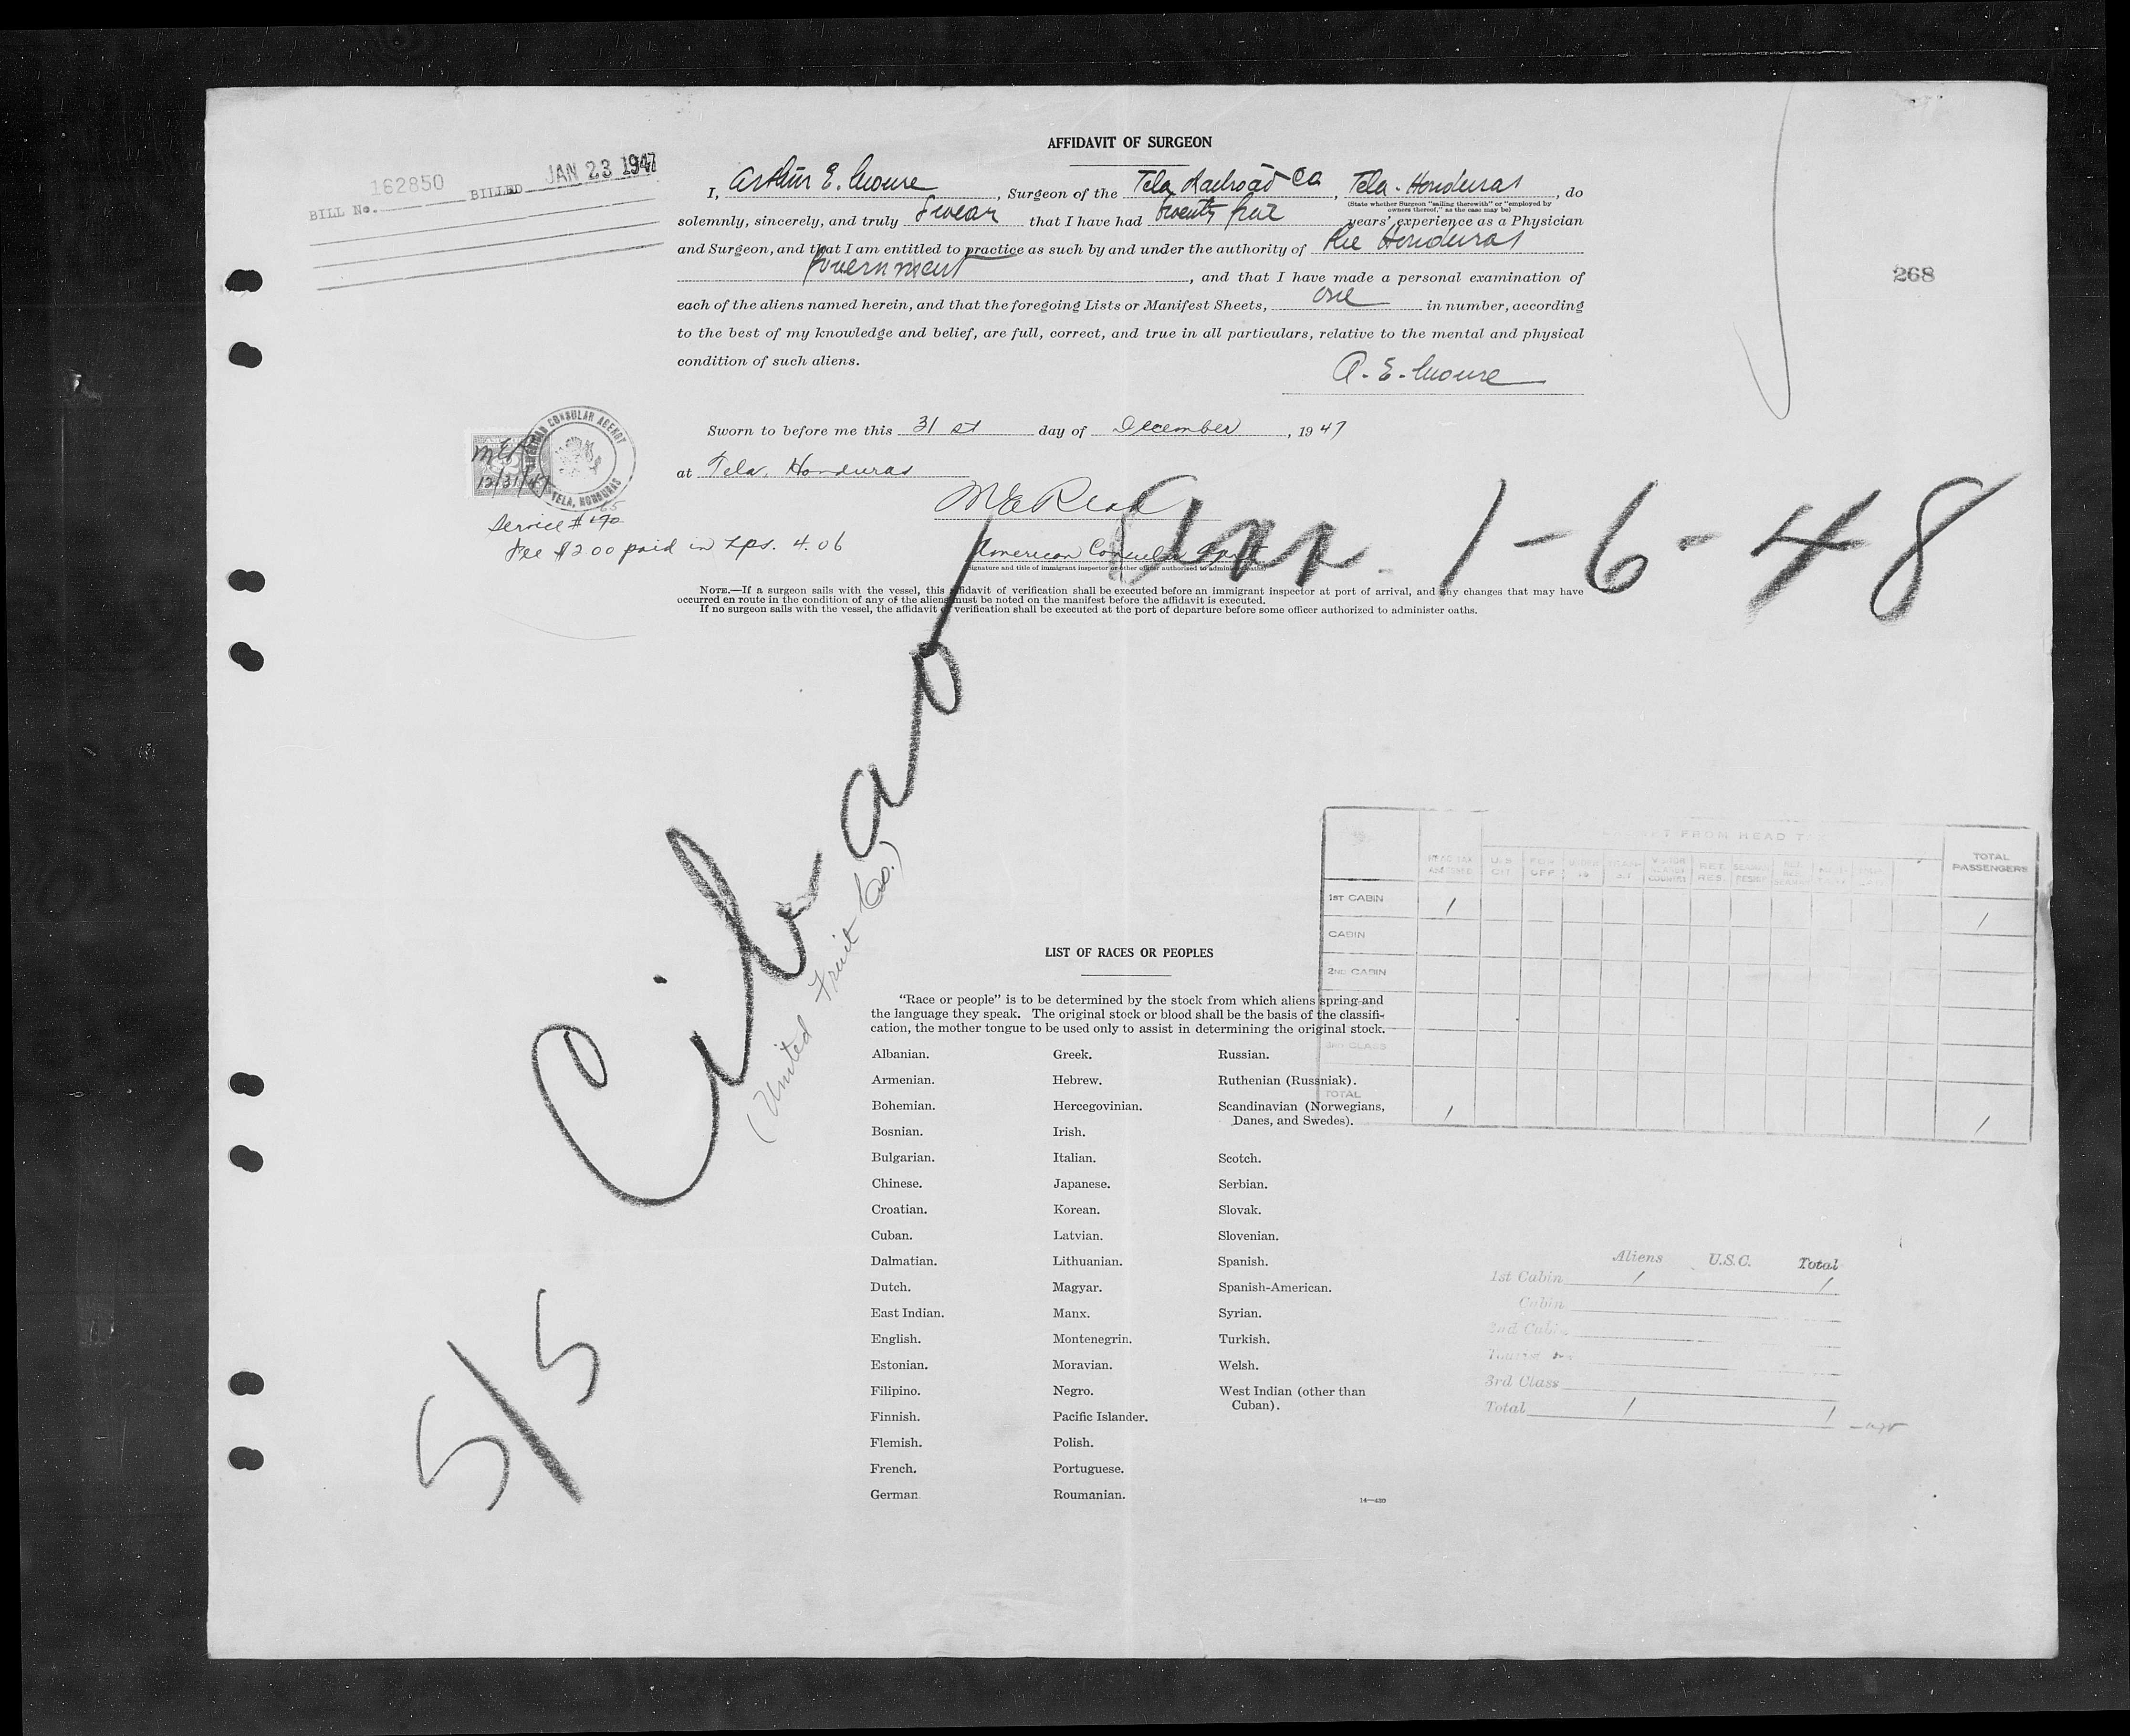 AFFIDAVIT OF SURGEON
BILL No. 162850 BILLED JAN 23 1947
I, Arthur E. , Surgeon of the Tela Railroad Co, Tela - Honduras, do
(State whether Surgeon "sailing therewith" or "employed by
owners thereof," as the case may be)
solemnly, sincerely, and truly swear that I have had twenty five years' experience as a Physician
and Surgeon, and that I am entitled to practice as such by and under the authority of the Honduras
Government, and that I have made a personal examination of
each of the aliens named herein, and that the foregoing Lists or Manifest Sheets, one in number, according
to the best of my knowledge and belief, are full, correct, and true in all particulars, relative to the mental and physical
condition of such aliens.
A. E.
268
Sworn to before me this 31 st day of December, 1947
at Tela, Honduras
AMERICAN CONSULAR AGENCY
TELA, HONDURAS
12/31/47
Service #
Fee $2.00 paid in Lps. 4.06
American Consular Agent
Signature and title of immigrant inspector or other officer authorized to administer oaths
Arr. 1-6-48
NOTE.—If a surgeon sails with the vessel, this affidavit of verification shall be executed before an immigrant inspector at port of arrival, and any changes that may have
occurred en route in the condition of any of the aliens must be noted on the manifest before the affidavit is executed.
If no surgeon sails with the vessel, the affidavit of verification shall be executed at the port of departure before some officer authorized to administer oaths.
S/S Cibao
(United Fruit Co.)
HEAD TAX ASSESSED
U.S. CIT
RET. RES.
TOTAL PASSENGERS
1ST CABIN 1 1
CABIN
2ND CABIN
3RD CLASS
TOTAL 1 1
LIST OF RACES OR PEOPLES
"Race or people" is to be determined by the stock from which aliens spring and
the language they speak. The original stock or blood shall be the basis of the classifi-
cation, the mother tongue to be used only to assist in determining the original stock.
Albanian. Greek. Russian.
Armenian. Hebrew. Ruthenian (Russniak).
Bohemian. Hercegovinian. Scandinavian (Norwegians,
Danes, and Swedes).
Bosnian. Irish.
Bulgarian. Italian. Scotch.
Chinese. Japanese. Serbian.
Croatian. Korean. Slovak.
Cuban. Latvian. Slovenian.
Dalmatian. Lithuanian. Spanish.
Dutch. Magyar. Spanish-American.
East Indian. Manx. Syrian.
English. Montenegrin. Turkish.
Estonian. Moravian. Welsh.
Filipino. Negro. West Indian (other than
Cuban).
Finnish. Pacific Islander.
Flemish. Polish.
French. Portuguese.
German. Roumanian.
14—430
Aliens U.S.C. Total
1st Cabin 1 1
Cabin
2nd Cabin
3rd Class
Total 1 1